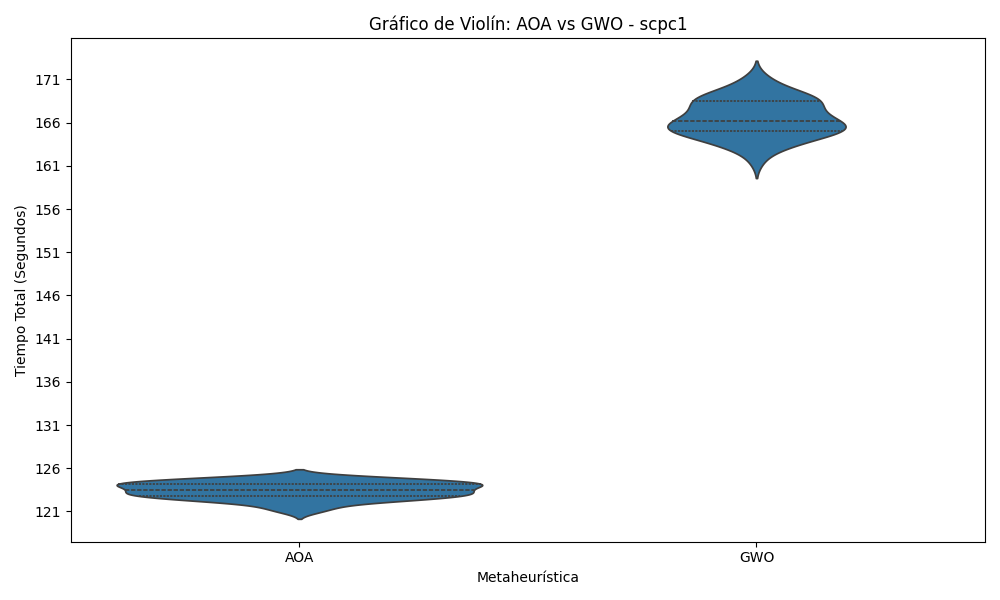 Gráfico de Violín: AOA vs GWO - scpc1
Tiempo Total (Segundos)
171
166
161
156
151
146
141
136
131
126
121
AOA
GWO
Metaheurística